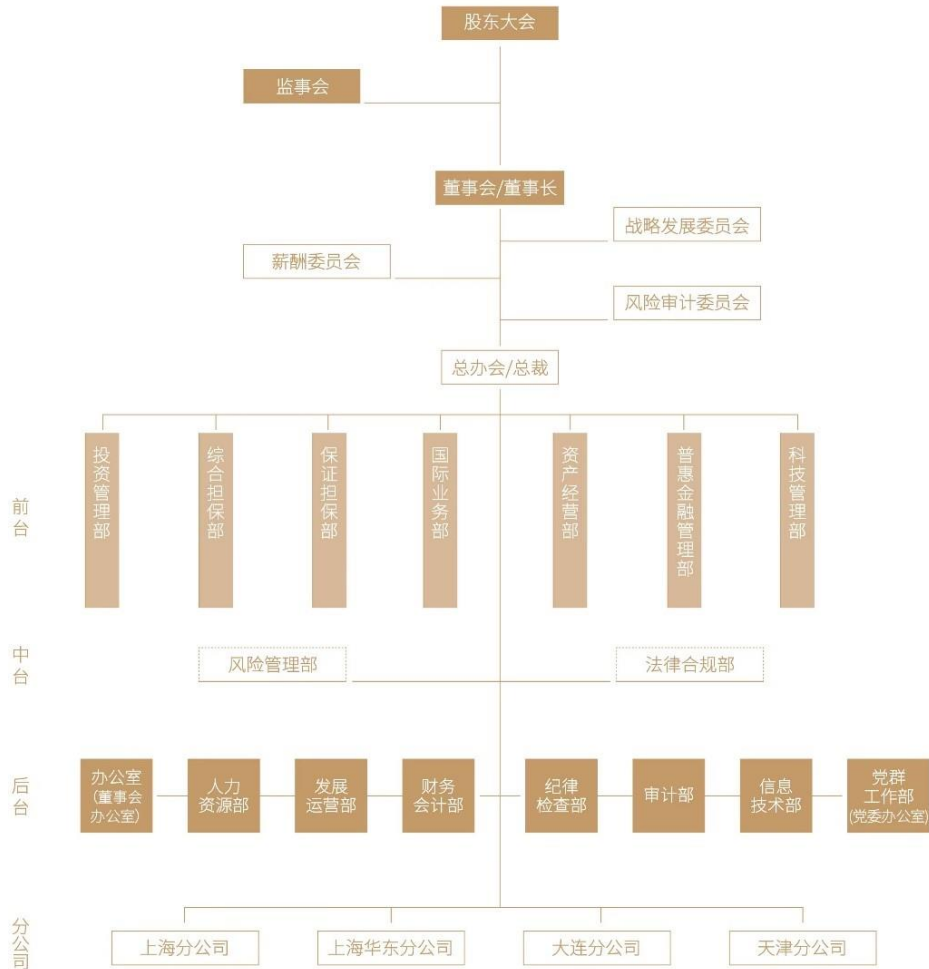 股东大会
监事会
董事会/董事长
战略发展委员会
薪酬委员会
风险审计委员会
总办会/总裁
前台
投资管理部
综合担保部
保证担保部
国际业务部
资产经营部
普惠金融管理部
科技管理部
中台
风险管理部
法律合规部
后台
办公室
(董事会
办公室)
人力
资源部
发展
运营部
财务
会计部
纪律
检查部
审计部
信息
技术部
党群
工作部
(党委办公室)
分公司
上海分公司
上海华东分公司
大连分公司
天津分公司